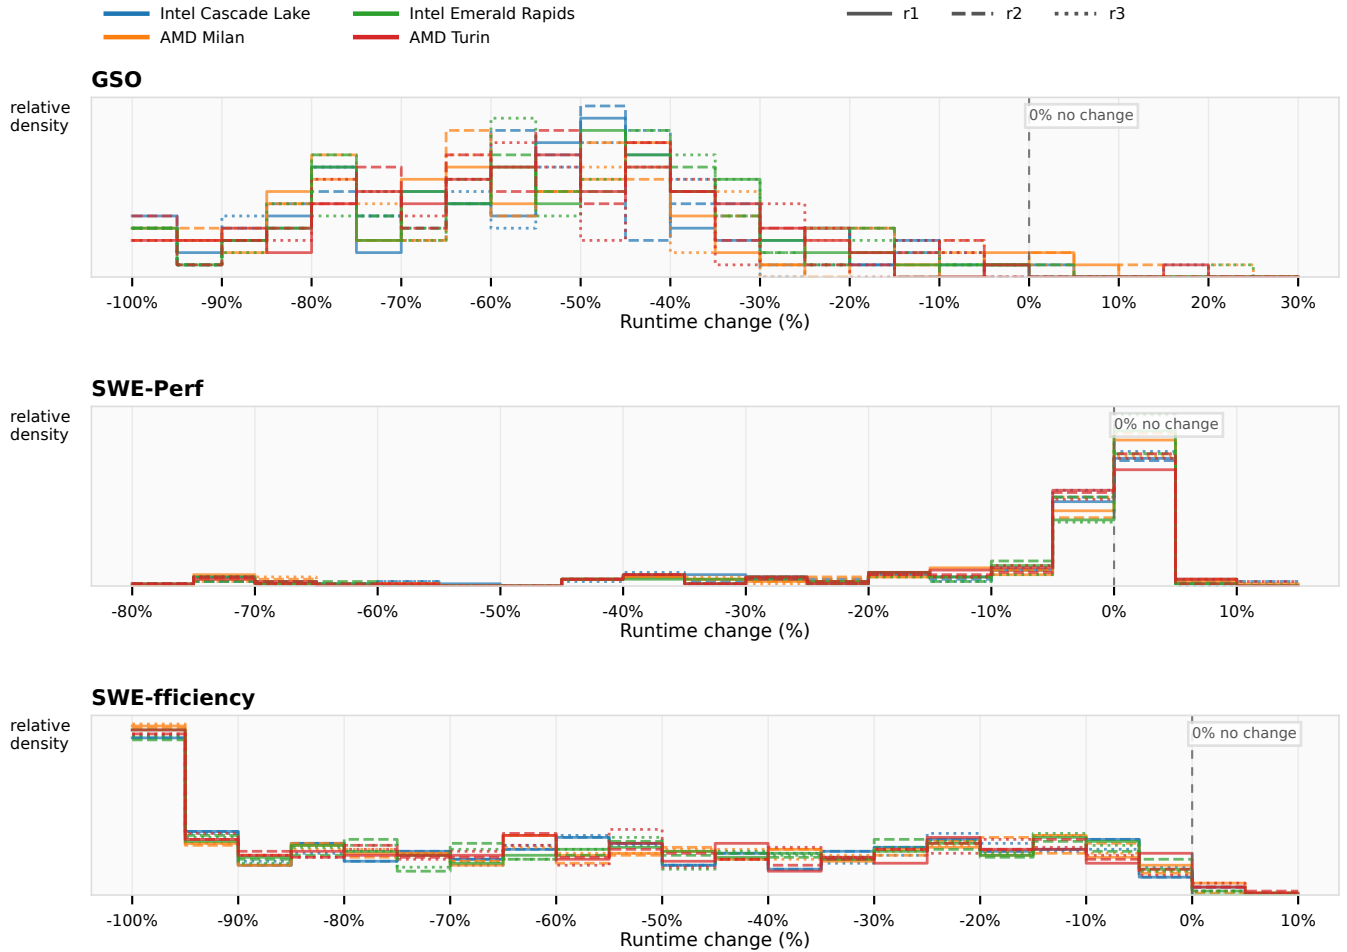 Intel Cascade Lake Intel Emerald Rapids r1 r2 r3
AMD Milan AMD Turin
GSO
relative
density
0% no change
-100% -90% -80% -70% -60% -50% -40% -30% -20% -10% 0% 10% 20% 30%
Runtime change (%)
SWE-Perf
relative
density
0% no change
-80% -70% -60% -50% -40% -30% -20% -10% 0% 10%
Runtime change (%)
SWE-fficiency
relative
density
0% no change
-100% -90% -80% -70% -60% -50% -40% -30% -20% -10% 0% 10%
Runtime change (%)